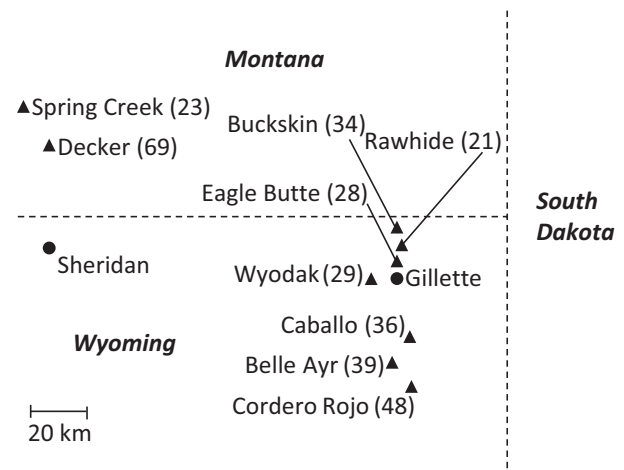 Montana
Spring Creek (23)
Buckskin (34)
Rawhide (21)
Decker (69)
Eagle Butte (28)
South
Dakota
Sheridan
Wyodak (29)
Gillette
Caballo (36)
Wyoming
Belle Ayr (39)
Cordero Rojo (48)
20 km